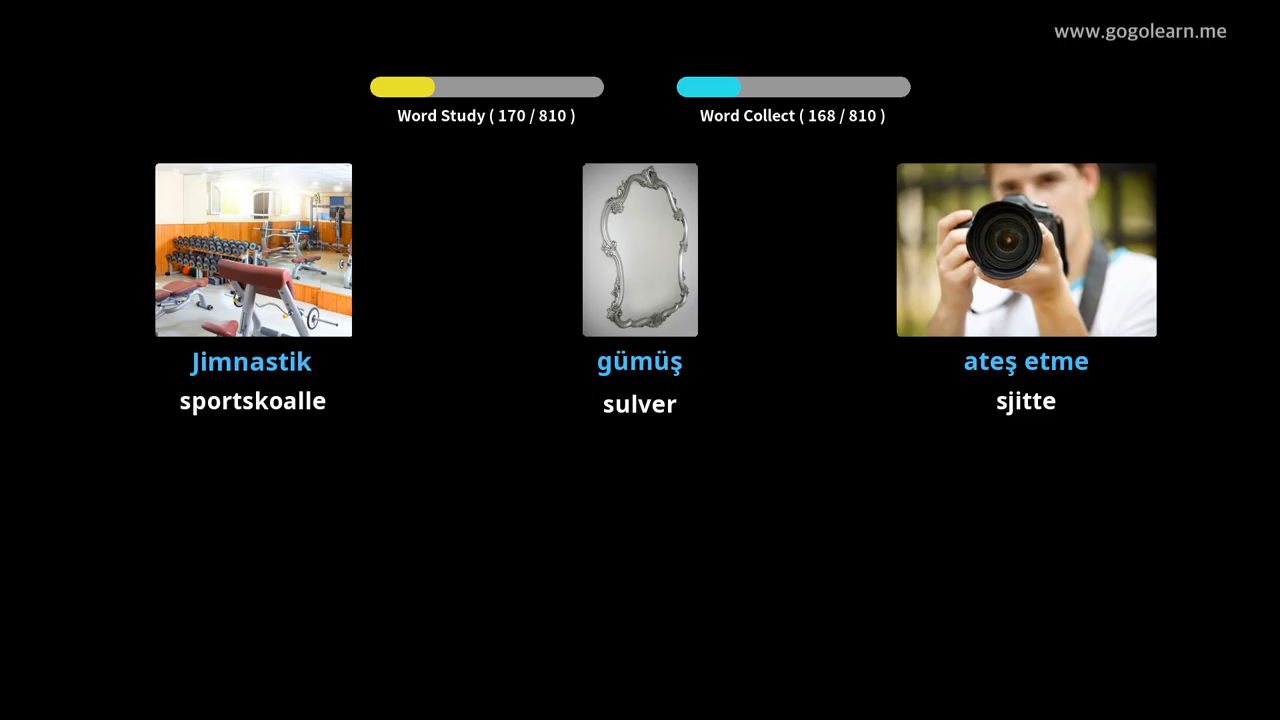 www.gogolearn.me
Word Study ( 170 / 810 )
Word Collect ( 168 / 810 )
Jimnastik
gümüş
ateş etme
sportskoalle
sulver
sjitte